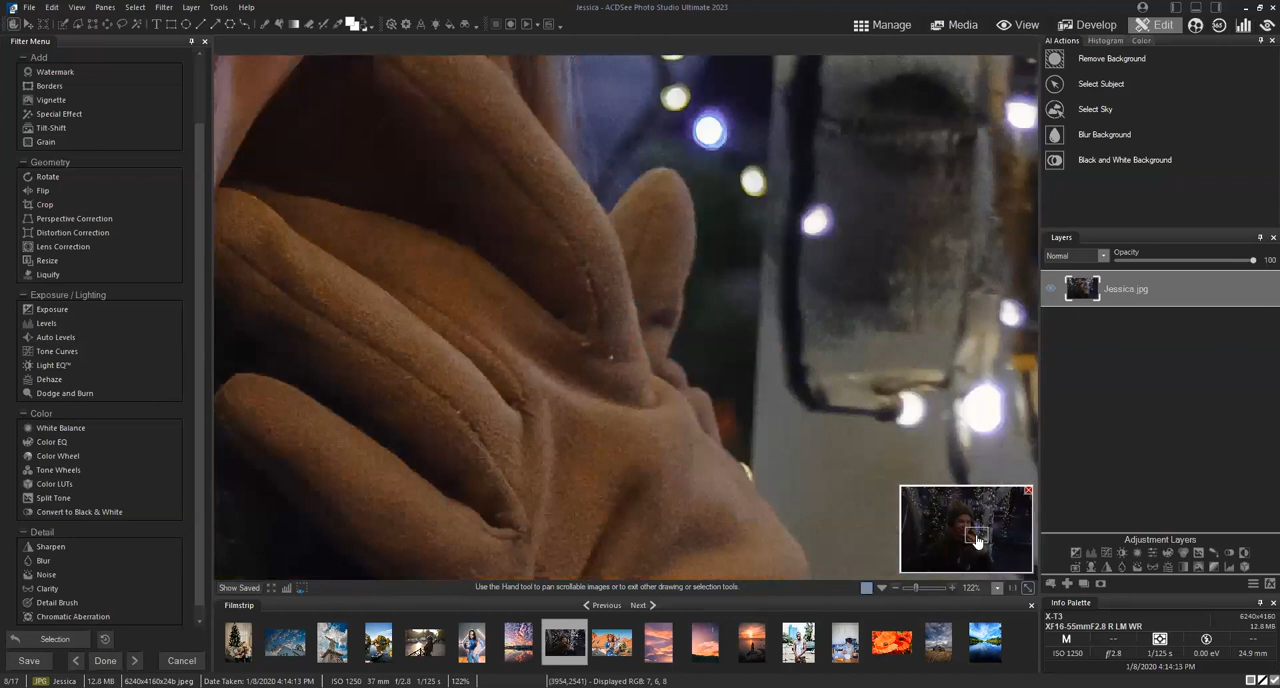 File Edit View Panes Select Filter Layer Tools Help
Jessica - ACDSee Photo Studio Ultimate 2023
Manage Media View Develop Edit 365
Filter Menu
Add
Watermark
Borders
Vignette
Special Effect
Tilt-Shift
Grain
Geometry
Rotate
Flip
Crop
Perspective Correction
Distortion Correction
Lens Correction
Resize
Liquify
Exposure / Lighting
Exposure
Levels
Auto Levels
Tone Curves
Light EQ™
Dehaze
Dodge and Burn
Color
White Balance
Color EQ
Color Wheel
Tone Wheels
Color LUTs
Split Tone
Convert to Black & White
Detail
Sharpen
Blur
Noise
Clarity
Detail Brush
Chromatic Aberration
Selection
Save Done Cancel
Show Saved
Use the Hand tool to pan scrollable images or to exit other drawing or selection tools.
122% 1:1
Filmstrip
Previous Next
AI Actions Histogram Color
Remove Background
Select Subject
Select Sky
Blur Background
Black and White Background
Layers
Normal
Opacity
100
Jessica.jpg
Adjustment Layers
Info Palette
X-T3 6240x4160
XF16-55mmF2.8 R LM WR 12.8 MB
M -- --
ISO 1250 f/2.8 1/125 s 0.00 eV 24.9 mm
1/8/2020 4:14:13 PM
8/17 JPG Jessica 12.8 MB 6240x4160x24b jpeg Date Taken: 1/8/2020 4:14:13 PM ISO 1250 37 mm f/2.8 1/125 s 122% (3954,2541) - Displayed RGB: 7, 6, 8